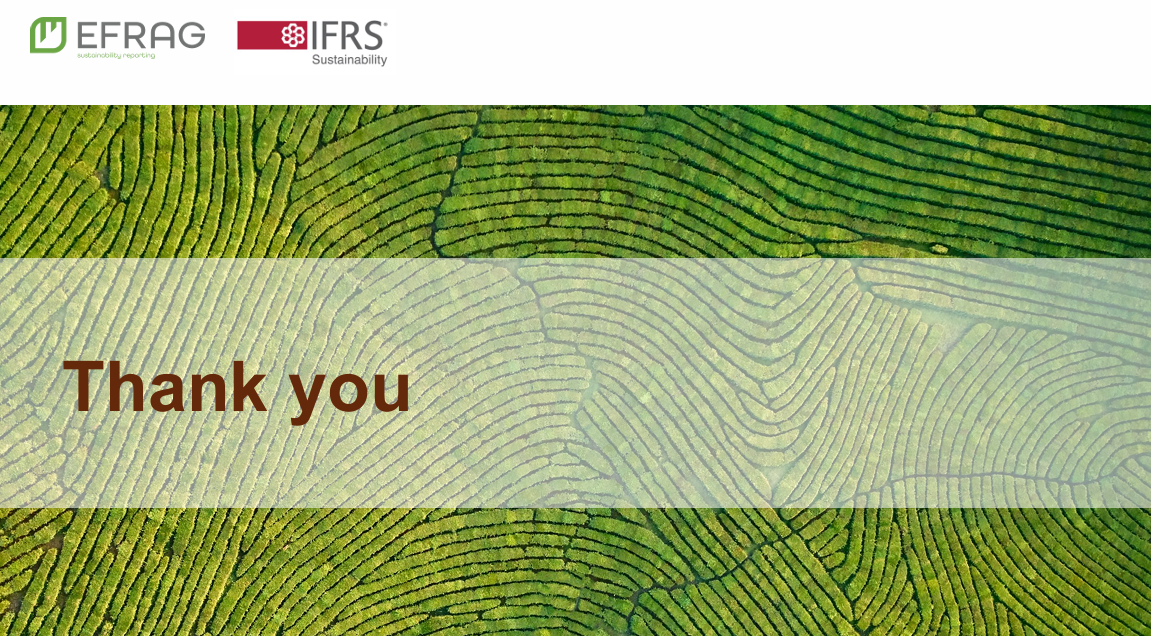 EFRAG
sustainability reporting
IFRS®
Sustainability
Thank you